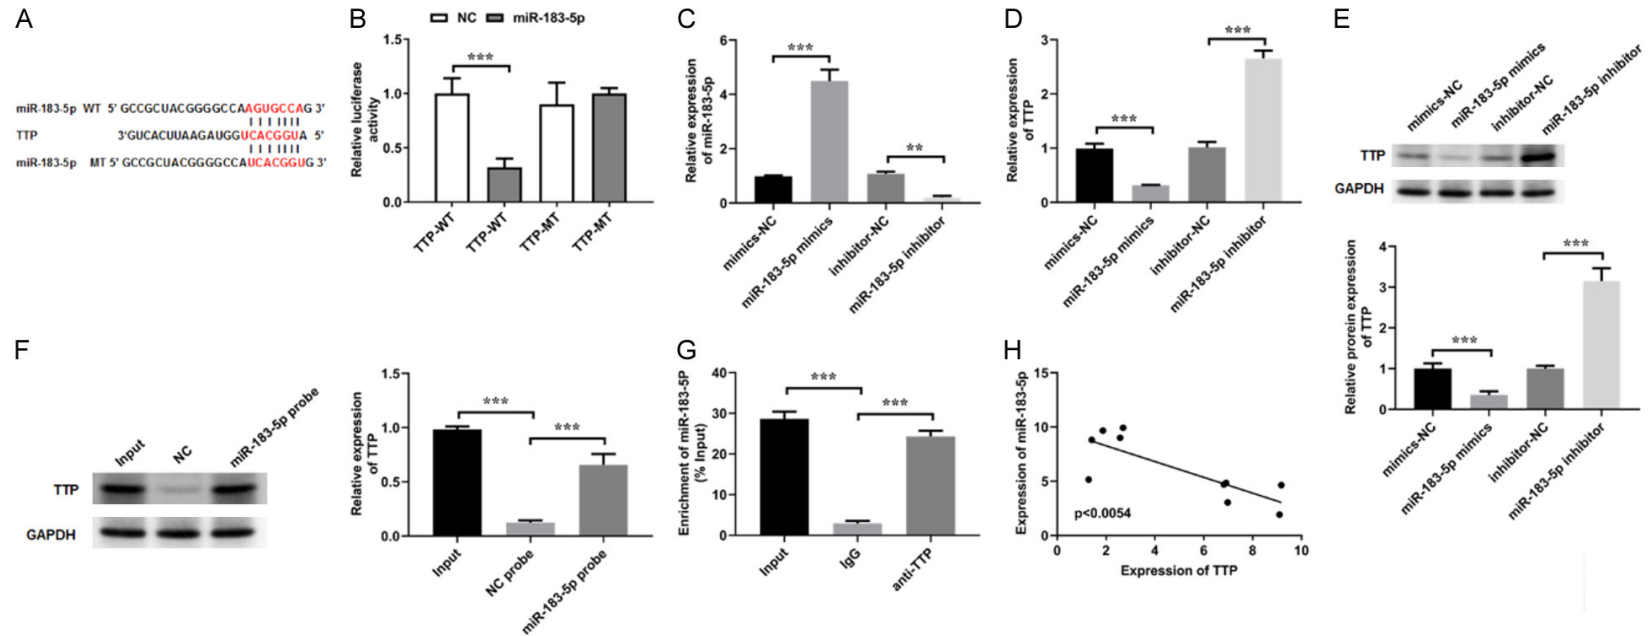 A
miR-183-5p WT 5' GCCGCUACGGGGCCAAGUGCCAG 3'
TTP 3'GUCACUUAAGAUGGUCACGGUA 5'
miR-183-5p MT 5' GCCGCUACGGGGCCAUCACGGUG 3'
B
NC miR-183-5p
Relative luciferase
activity
1.5
1.0
0.5
0.0
***
TTP-WT
TTP-WT
TTP-MT
TTP-MT
C
Relative expression
of miR-183-5p
6
4
2
0
***
**
mimics-NC
miR-183-5p mimics
inhibitor-NC
miR-183-5p inhibitor
D
Relative expression
of TTP
3
2
1
0
***
***
mimics-NC
miR-183-5p mimics
inhibitor-NC
miR-183-5p inhibitor
E
mimics-NC
miR-183-5p mimics
inhibitor-NC
miR-183-5p inhibitor
TTP
GAPDH
Relative prorein expression
of TTP
4
3
2
1
0
***
***
mimics-NC
miR-183-5p mimics
inhibitor-NC
miR-183-5p inhibitor
F
Input
NC
miR-183-5p probe
TTP
GAPDH
Relative expression
of TTP
1.5
1.0
0.5
0.0
***
***
Input
NC probe
miR-183-5p probe
G
Enrichment of miR-183-5P
(% Input)
40
30
20
10
0
***
***
Input
IgG
anti-TTP
H
Expression of miR-183-5p
15
10
5
0
p<0.0054
0 2 4 6 8 10
Expression of TTP